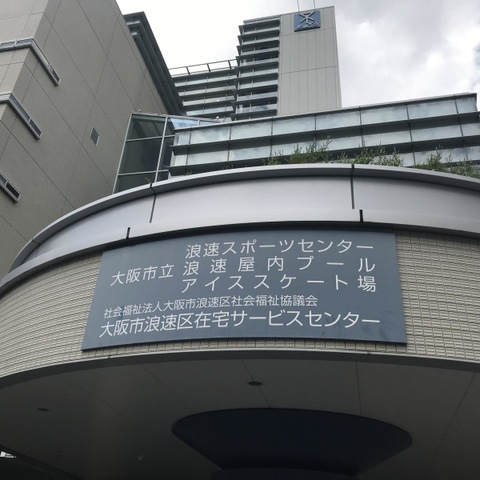 浪速スポーツセンター
大阪市立 浪速屋内プール
アイススケート場
社会福祉法人大阪市浪速区社会福祉協議会
大阪市浪速区在宅サービスセンター